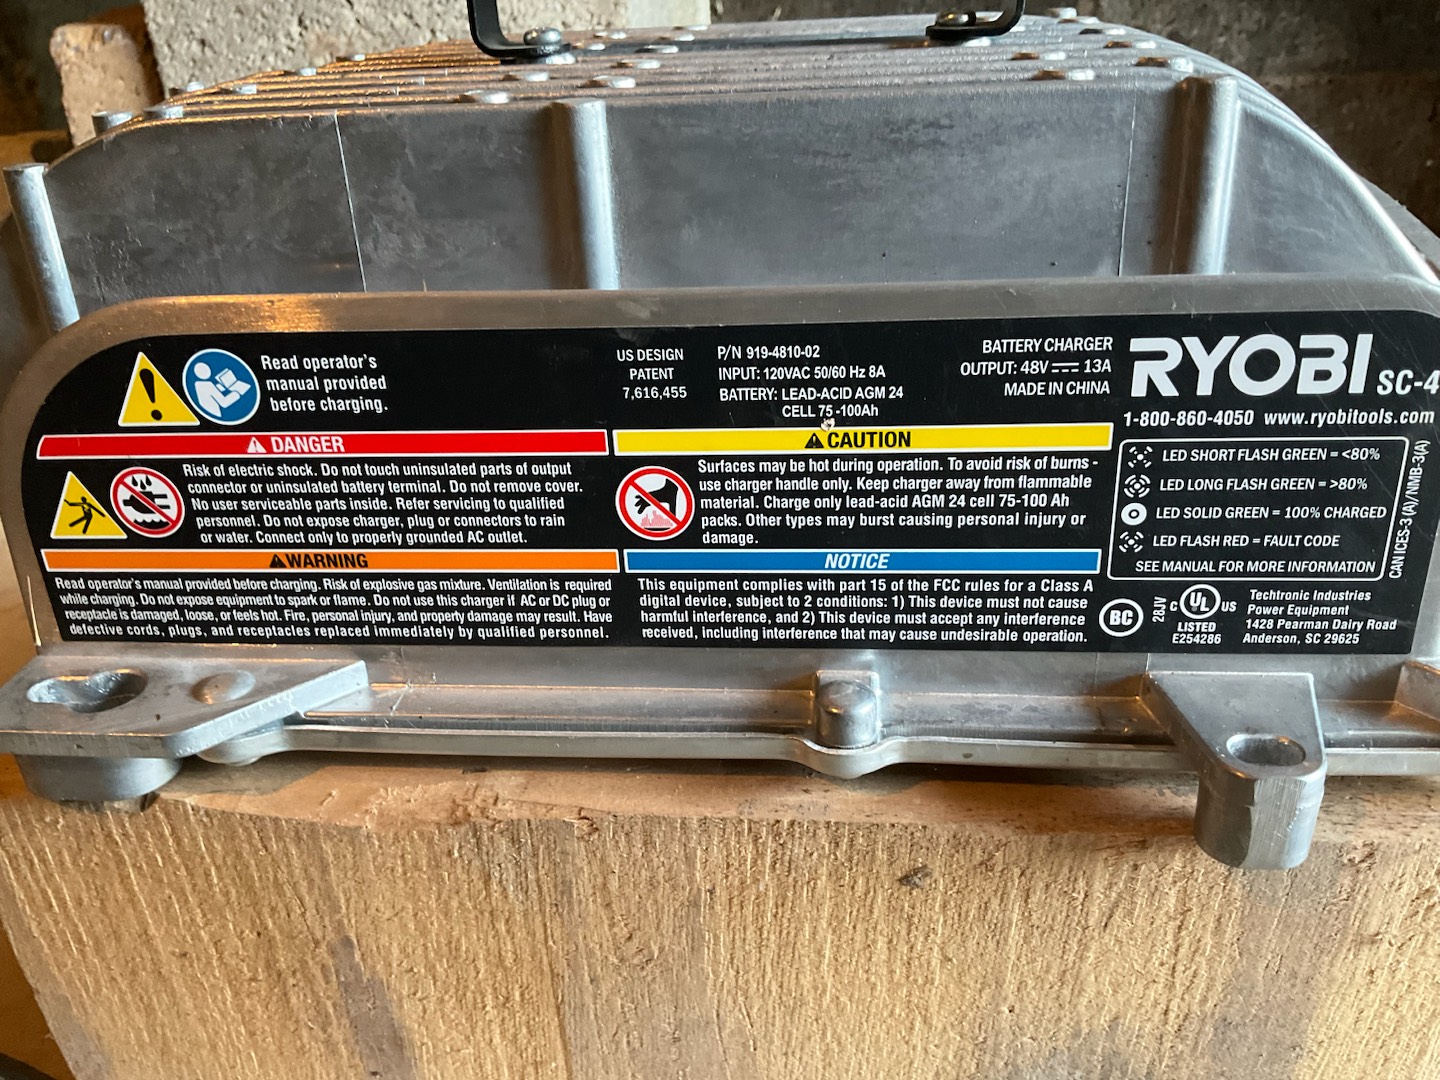 Read operator's
manual provided
before charging.
US DESIGN
PATENT
7,616,455
P/N 919-4810-02
INPUT: 120VAC 50/60 Hz 8A
BATTERY: LEAD-ACID AGM 24
CELL 75-100Ah
BATTERY CHARGER
OUTPUT: 48V 13A
MADE IN CHINA
RYOBI SC-4
1-800-860-4050 www.ryobitools.com
DANGER
Risk of electric shock. Do not touch uninsulated parts of output
connector or uninsulated battery terminal. Do not remove cover.
No user serviceable parts inside. Refer servicing to qualified
personnel. Do not expose charger, plug or connectors to rain
or water. Connect only to properly grounded AC outlet.
WARNING
Read operator's manual provided before charging. Risk of explosive gas mixture. Ventilation is required
while charging. Do not expose equipment to spark or flame. Do not use this charger if AC or DC plug or
receptacle is damaged, loose, or feels hot. Fire, personal injury, and property damage may result. Have
defective cords, plugs, and receptacles replaced immediately by qualified personnel.
CAUTION
Surfaces may be hot during operation. To avoid risk of burns -
use charger handle only. Keep charger away from flammable
material. Charge only lead-acid AGM 24 cell 75-100 Ah
packs. Other types may burst causing personal injury or
damage.
NOTICE
This equipment complies with part 15 of the FCC rules for a Class A
digital device, subject to 2 conditions: 1) This device must not cause
harmful interference, and 2) This device must accept any interference
received, including interference that may cause undesirable operation.
LED SHORT FLASH GREEN = <80%
LED LONG FLASH GREEN = >80%
LED SOLID GREEN = 100% CHARGED
LED FLASH RED = FAULT CODE
SEE MANUAL FOR MORE INFORMATION
CAN ICES-3 (A)/NMB-3(A)
BC
28JV
C UL US
LISTED
E254286
Techtronic Industries
Power Equipment
1428 Pearman Dairy Road
Anderson, SC 29625